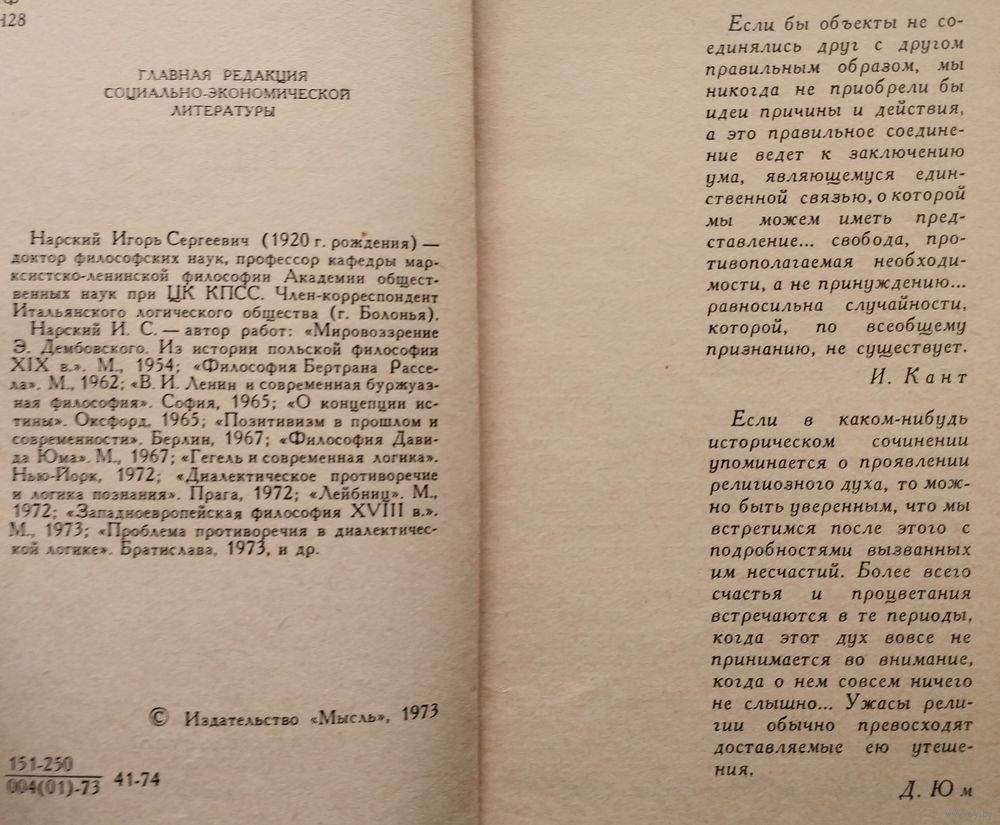 Н28
ГЛАВНАЯ РЕДАКЦИЯ
СОЦИАЛЬНО-ЭКОНОМИЧЕСКОЙ
ЛИТЕРАТУРЫ
Нарский Игорь Сергеевич (1920 г. рождения) —
доктор философских наук, профессор кафедры мар-
ксистско-ленинской философии Академии общест-
венных наук при ЦК КПСС. Член-корреспондент
Итальянского логического общества (г. Болонья).
Нарский И. С. — автор работ: «Мировоззрение
Э. Дембовского. Из истории польской философии
XIX в.». М., 1954; «Философия Бертрана Рассе-
ла». М., 1962; «В. И. Ленин и современная буржуаз-
ная философия». София, 1965; «О концепции ис-
тины». Оксфорд, 1965; «Позитивизм в прошлом и
современности». Берлин, 1967; «Философия Дави-
да Юма». М., 1967; «Гегель и современная логика».
Нью-Йорк, 1972; «Диалектическое противоречие
и логика познания». Прага, 1972; «Лейбниц». М.,
1972; «Западноевропейская философия XVIII в.».
М., 1973; «Проблема противоречия в диалектичес-
кой логике». Братислава, 1973, и др.
© Издательство «Мысль», 1973
151-250
004(01)-73 41-74
Если бы объекты не со-
единялись друг с другом
правильным образом, мы
никогда не приобрели бы
идеи причины и действия,
а это правильное соедине-
ние ведет к заключению
ума, являющемуся един-
ственной связью, о которой
мы можем иметь пред-
ставление... свобода, про-
тивополагаемая необходи-
мости, а не принуждению...
равносильна случайности,
которой, по всеобщему
признанию, не существует.
И. Кант
Если в каком-нибудь
историческом сочинении
упоминается о проявлении
религиозного духа, то мож-
но быть уверенным, что мы
встретимся после этого с
подробностями вызванных
им несчастий. Более всего
счастья и процветания
встречаются в те периоды,
когда этот дух вовсе не
принимается во внимание,
когда о нем совсем ничего
не слышно... Ужасы рели-
гии обычно превосходят
доставляемые ею утеше-
ния.
Д. Юм